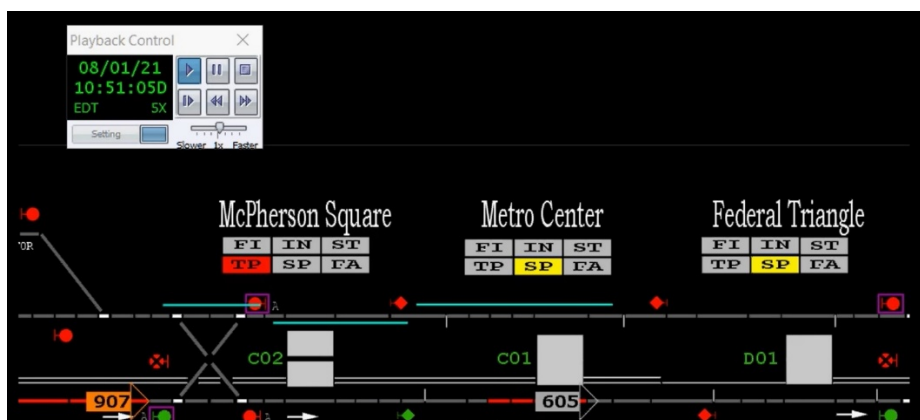 Playback Control
08/01/21
10:51:05D
EDT 5X
Setting
Slower 1x Faster
McPherson Square
FI IN ST
TP SP FA
Metro Center
FI IN ST
TP SP FA
Federal Triangle
FI IN ST
TP SP FA
TOR
A
C02
C01
D01
907
605
A
A